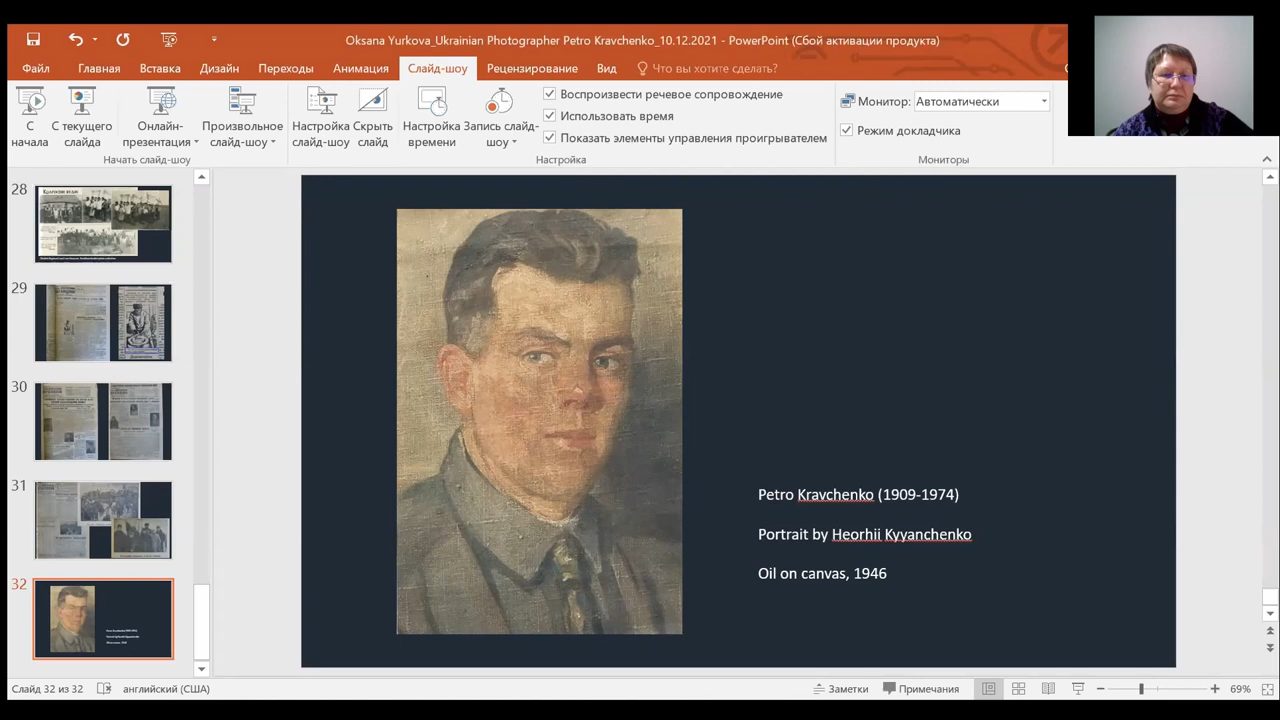 Oksana Yurkova_Ukrainian Photographer Petro Kravchenko_10.12.2021 - PowerPoint (Сбой активации продукта)
Файл Главная Вставка Дизайн Переходы Анимация Слайд-шоу Рецензирование Вид Что вы хотите сделать?
С начала
С текущего слайда
Онлайн-презентация
Произвольное слайд-шоу
Начать слайд-шоу
Настройка слайд-шоу
Скрыть слайд
Настройка времени
Запись слайд-шоу
Воспроизвести речевое сопровождение
Использовать время
Показать элементы управления проигрывателем
Настройка
Монитор: Автоматически
Режим докладчика
Мониторы
28
29
30
31
32
Petro Kravchenko (1909-1974)
Portrait by Heorhii Kyyanchenko
Oil on canvas, 1946
Слайд 32 из 32 английский (США) Заметки Примечания 69%